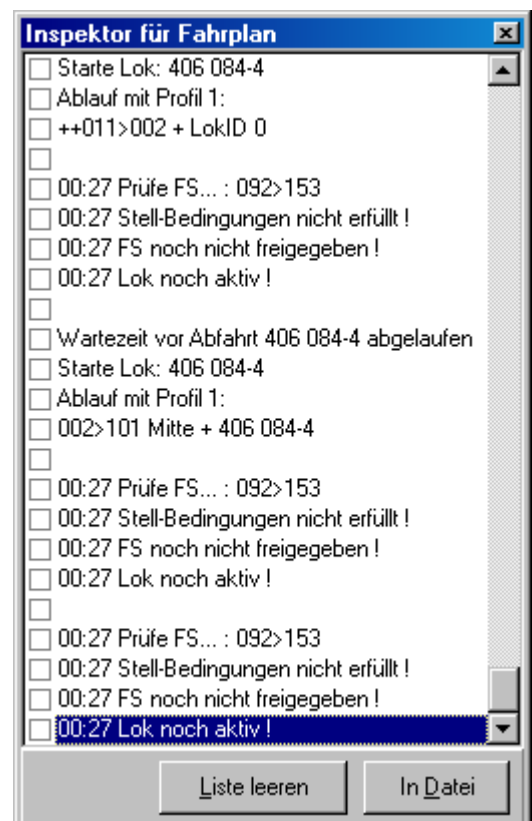 Inspektor für Fahrplan
Starte Lok: 406 084-4
Ablauf mit Profil 1:
++011>002 + LokID 0
00:27 Prüfe FS... : 092>153
00:27 Stell-Bedingungen nicht erfüllt !
00:27 FS noch nicht freigegeben !
00:27 Lok noch aktiv !
Wartezeit vor Abfahrt 406 084-4 abgelaufen
Starte Lok: 406 084-4
Ablauf mit Profil 1:
002>101 Mitte + 406 084-4
00:27 Prüfe FS... : 092>153
00:27 Stell-Bedingungen nicht erfüllt !
00:27 FS noch nicht freigegeben !
00:27 Lok noch aktiv !
00:27 Prüfe FS... : 092>153
00:27 Stell-Bedingungen nicht erfüllt !
00:27 FS noch nicht freigegeben !
00:27 Lok noch aktiv !
Liste leeren In Datei